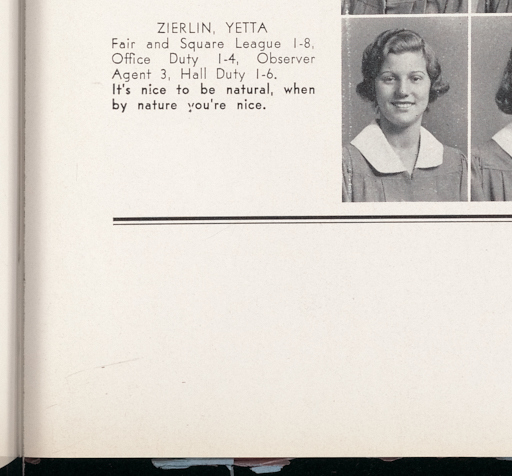 ZIERLIN, YETTA
Fair and Square League 1-8,
Office Duty 1-4, Observer
Agent 3, Hall Duty 1-6.
It's nice to be natural, when
by nature you're nice.